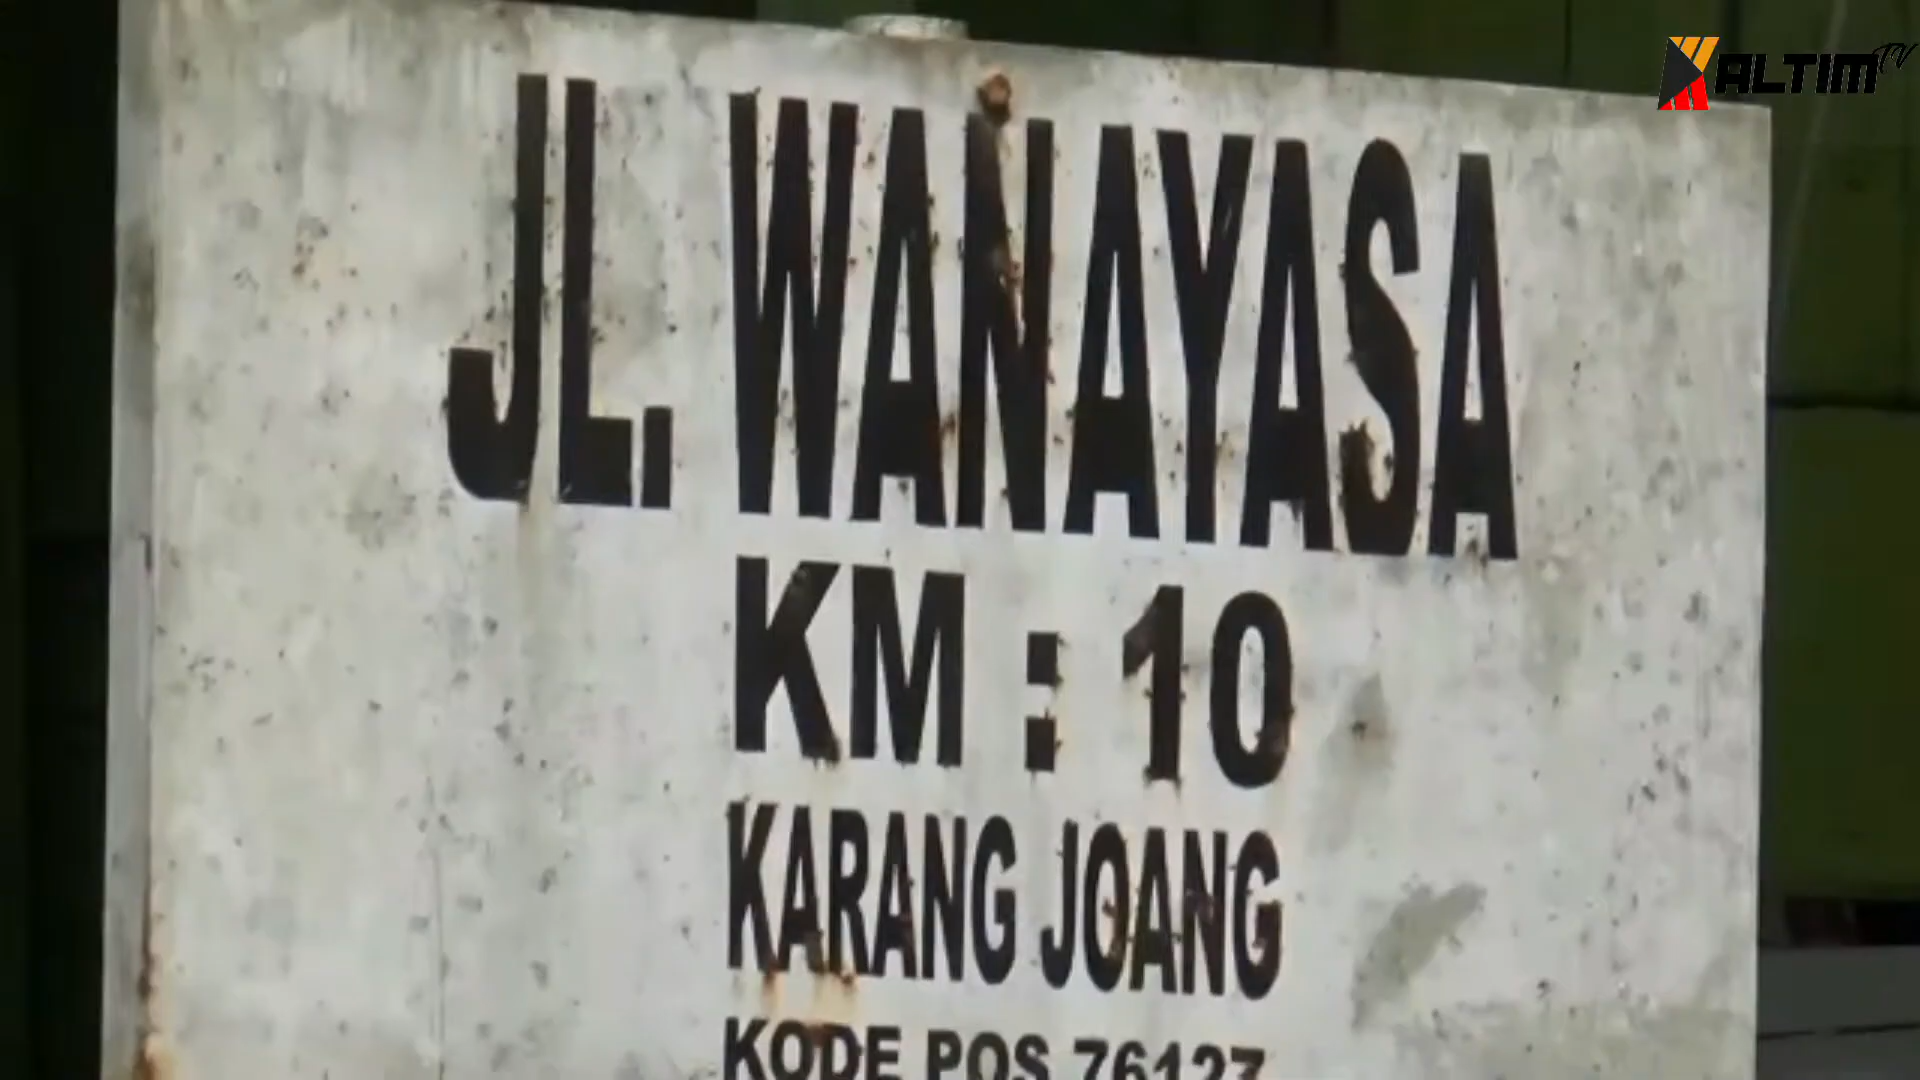 KALTIM TV
JL. WANAYASA
KM : 10
KARANG JOANG
KODE POS 76127